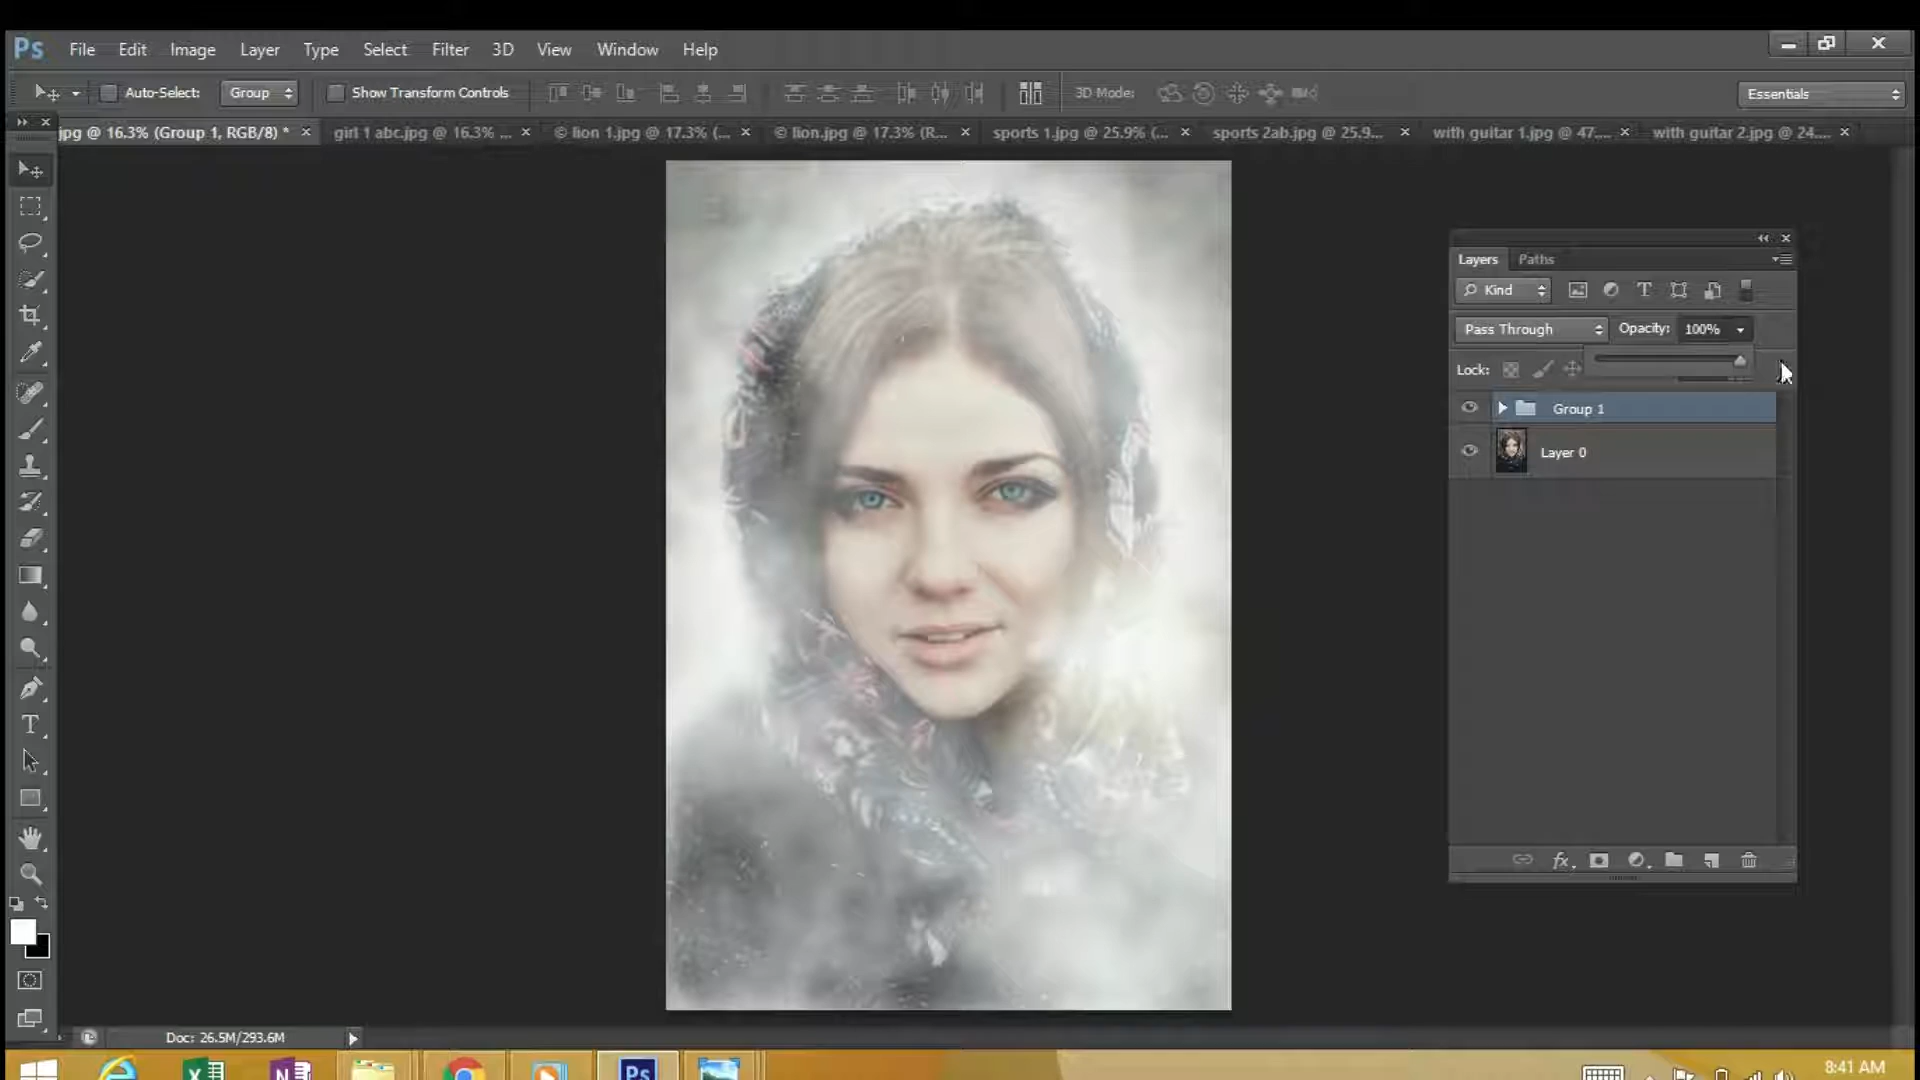 Ps File Edit Image Layer Type Select Filter 3D View Window Help
Auto-Select: Group Show Transform Controls 3D Mode: Essentials
jpg @ 16.3% (Group 1, RGB/8) * girl 1 abc.jpg @ 16.3% ... © lion 1.jpg @ 17.3% (... © lion.jpg @ 17.3% (R... sports 1.jpg @ 25.9% (... sports 2ab.jpg @ 25.9... with guitar 1.jpg @ 47.... with guitar 2.jpg @ 24....
Layers Paths
Kind
Pass Through Opacity: 100%
Lock:
Group 1
Layer 0
fx
Doc: 26.5M/293.6M
Ps
8:41 AM